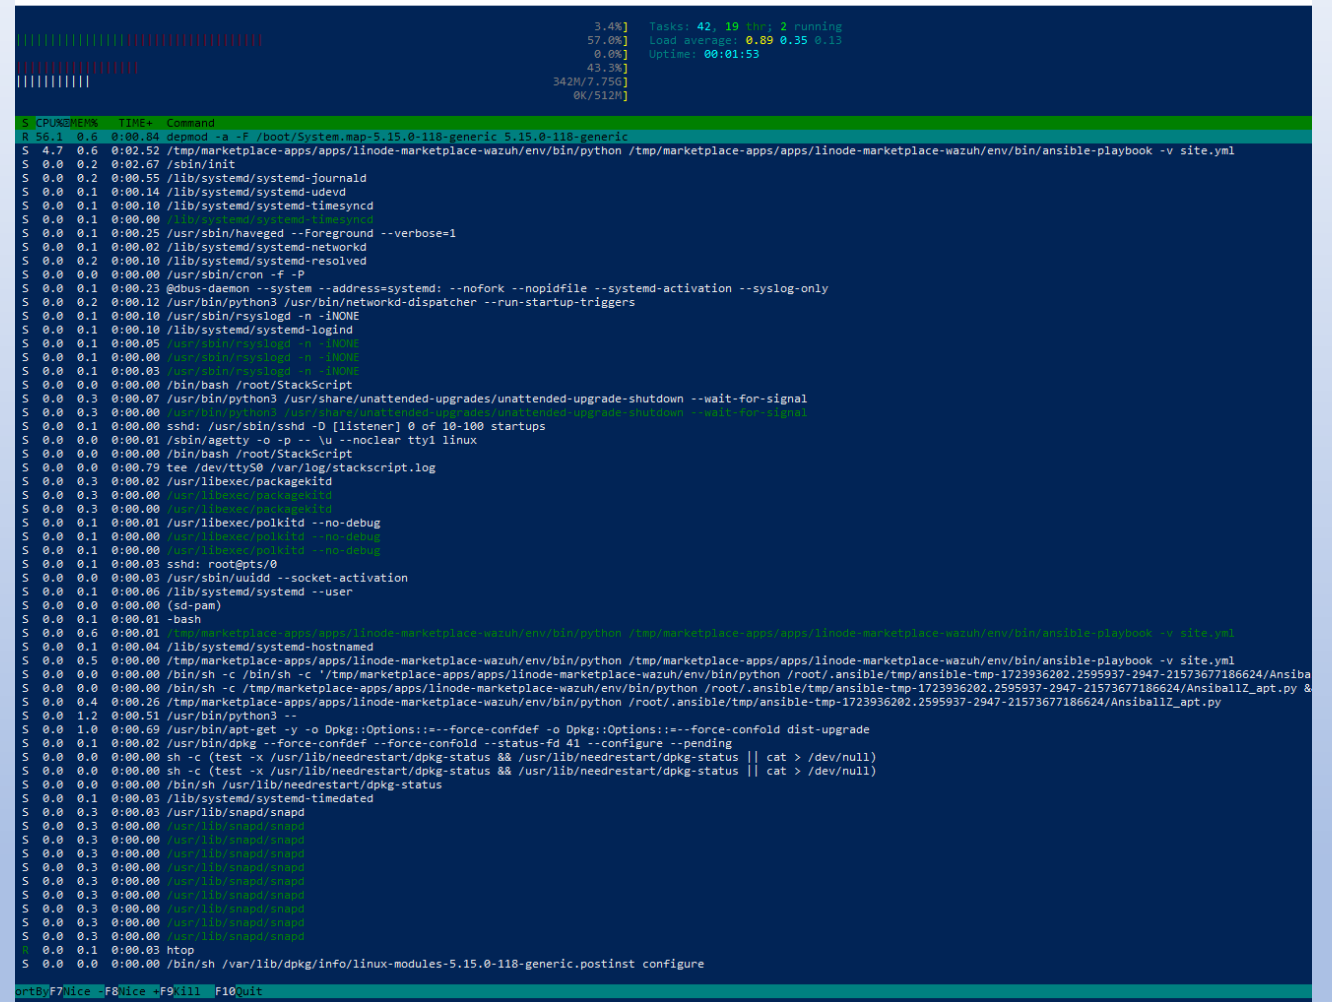 3.4%] Tasks: 42, 19 thr; 2 running
57.0%] Load average: 0.89 0.35 0.13
0.0%] Uptime: 00:01:53
43.3%]
342M/7.75G]
0K/512M]
S CPU% MEM% TIME+ Command
R 56.1 0.6 0:00.84 depmod -a -F /boot/System.map-5.15.0-118-generic 5.15.0-118-generic
S 4.7 0.6 0:02.52 /tmp/marketplace-apps/apps/linode-marketplace-wazuh/env/bin/python /tmp/marketplace-apps/apps/linode-marketplace-wazuh/env/bin/ansible-playbook -v site.yml
S 0.0 0.2 0:02.67 /sbin/init
S 0.0 0.2 0:00.55 /lib/systemd/systemd-journald
S 0.0 0.1 0:00.14 /lib/systemd/systemd-udevd
S 0.0 0.1 0:00.10 /lib/systemd/systemd-timesyncd
S 0.0 0.1 0:00.00 /lib/systemd/systemd-timesyncd
S 0.0 0.1 0:00.25 /usr/sbin/haveged --Foreground --verbose=1
S 0.0 0.1 0:00.02 /lib/systemd/systemd-networkd
S 0.0 0.2 0:00.10 /lib/systemd/systemd-resolved
S 0.0 0.0 0:00.00 /usr/sbin/cron -f -P
S 0.0 0.1 0:00.23 @dbus-daemon --system --address=systemd: --nofork --nopidfile --systemd-activation --syslog-only
S 0.0 0.2 0:00.12 /usr/bin/python3 /usr/bin/networkd-dispatcher --run-startup-triggers
S 0.0 0.1 0:00.10 /usr/sbin/rsyslogd -n -iNONE
S 0.0 0.1 0:00.10 /lib/systemd/systemd-logind
S 0.0 0.1 0:00.05 /usr/sbin/rsyslogd -n -iNONE
S 0.0 0.1 0:00.00 /usr/sbin/rsyslogd -n -iNONE
S 0.0 0.1 0:00.03 /usr/sbin/rsyslogd -n -iNONE
S 0.0 0.0 0:00.00 /bin/bash /root/StackScript
S 0.0 0.3 0:00.07 /usr/bin/python3 /usr/share/unattended-upgrades/unattended-upgrade-shutdown --wait-for-signal
S 0.0 0.3 0:00.00 /usr/bin/python3 /usr/share/unattended-upgrades/unattended-upgrade-shutdown --wait-for-signal
S 0.0 0.1 0:00.00 sshd: /usr/sbin/sshd -D [listener] 0 of 10-100 startups
S 0.0 0.0 0:00.01 /sbin/agetty -o -p -- \u --noclear tty1 linux
S 0.0 0.0 0:00.00 /bin/bash /root/StackScript
S 0.0 0.0 0:00.79 tee /dev/ttyS0 /var/log/stackscript.log
S 0.0 0.3 0:00.02 /usr/libexec/packagekitd
S 0.0 0.3 0:00.00 /usr/libexec/packagekitd
S 0.0 0.3 0:00.00 /usr/libexec/packagekitd
S 0.0 0.1 0:00.01 /usr/libexec/polkitd --no-debug
S 0.0 0.1 0:00.00 /usr/libexec/polkitd --no-debug
S 0.0 0.1 0:00.00 /usr/libexec/polkitd --no-debug
S 0.0 0.1 0:00.03 sshd: root@pts/0
S 0.0 0.0 0:00.03 /usr/sbin/uuidd --socket-activation
S 0.0 0.1 0:00.06 /lib/systemd/systemd --user
S 0.0 0.0 0:00.00 (sd-pam)
S 0.0 0.1 0:00.01 -bash
S 0.0 0.6 0:00.01 /tmp/marketplace-apps/apps/linode-marketplace-wazuh/env/bin/python /tmp/marketplace-apps/apps/linode-marketplace-wazuh/env/bin/ansible-playbook -v site.yml
S 0.0 0.1 0:00.04 /lib/systemd/systemd-hostnamed
S 0.0 0.5 0:00.00 /tmp/marketplace-apps/apps/linode-marketplace-wazuh/env/bin/python /tmp/marketplace-apps/apps/linode-marketplace-wazuh/env/bin/ansible-playbook -v site.yml
S 0.0 0.0 0:00.00 /bin/sh -c /bin/sh -c '/tmp/marketplace-apps/apps/linode-marketplace-wazuh/env/bin/python /root/.ansible/tmp/ansible-tmp-1723936202.2595937-2947-21573677186624/Ansiba
S 0.0 0.0 0:00.00 /bin/sh -c /tmp/marketplace-apps/apps/linode-marketplace-wazuh/env/bin/python /root/.ansible/tmp/ansible-tmp-1723936202.2595937-2947-21573677186624/AnsiballZ_apt.py &
S 0.0 0.4 0:00.26 /tmp/marketplace-apps/apps/linode-marketplace-wazuh/env/bin/python /root/.ansible/tmp/ansible-tmp-1723936202.2595937-2947-21573677186624/AnsiballZ_apt.py
S 0.0 1.2 0:00.51 /usr/bin/python3 --
S 0.0 1.0 0:00.69 /usr/bin/apt-get -y -o Dpkg::Options::=--force-confdef -o Dpkg::Options::=--force-confold dist-upgrade
S 0.0 0.1 0:00.02 /usr/bin/dpkg --force-confdef --force-confold --status-fd 41 --configure --pending
S 0.0 0.0 0:00.00 sh -c (test -x /usr/lib/needrestart/dpkg-status && /usr/lib/needrestart/dpkg-status || cat > /dev/null)
S 0.0 0.0 0:00.00 sh -c (test -x /usr/lib/needrestart/dpkg-status && /usr/lib/needrestart/dpkg-status || cat > /dev/null)
S 0.0 0.0 0:00.00 /bin/sh /usr/lib/needrestart/dpkg-status
S 0.0 0.1 0:00.03 /lib/systemd/systemd-timedated
S 0.0 0.3 0:00.03 /usr/lib/snapd/snapd
S 0.0 0.3 0:00.00 /usr/lib/snapd/snapd
S 0.0 0.3 0:00.00 /usr/lib/snapd/snapd
S 0.0 0.3 0:00.00 /usr/lib/snapd/snapd
S 0.0 0.3 0:00.00 /usr/lib/snapd/snapd
S 0.0 0.3 0:00.00 /usr/lib/snapd/snapd
S 0.0 0.3 0:00.00 /usr/lib/snapd/snapd
S 0.0 0.3 0:00.00 /usr/lib/snapd/snapd
S 0.0 0.3 0:00.00 /usr/lib/snapd/snapd
S 0.0 0.3 0:00.00 /usr/lib/snapd/snapd
R 0.0 0.1 0:00.03 htop
S 0.0 0.0 0:00.00 /bin/sh /var/lib/dpkg/info/linux-modules-5.15.0-118-generic.postinst configure
ortByF7Nice -F8Nice +F9Kill F10Quit